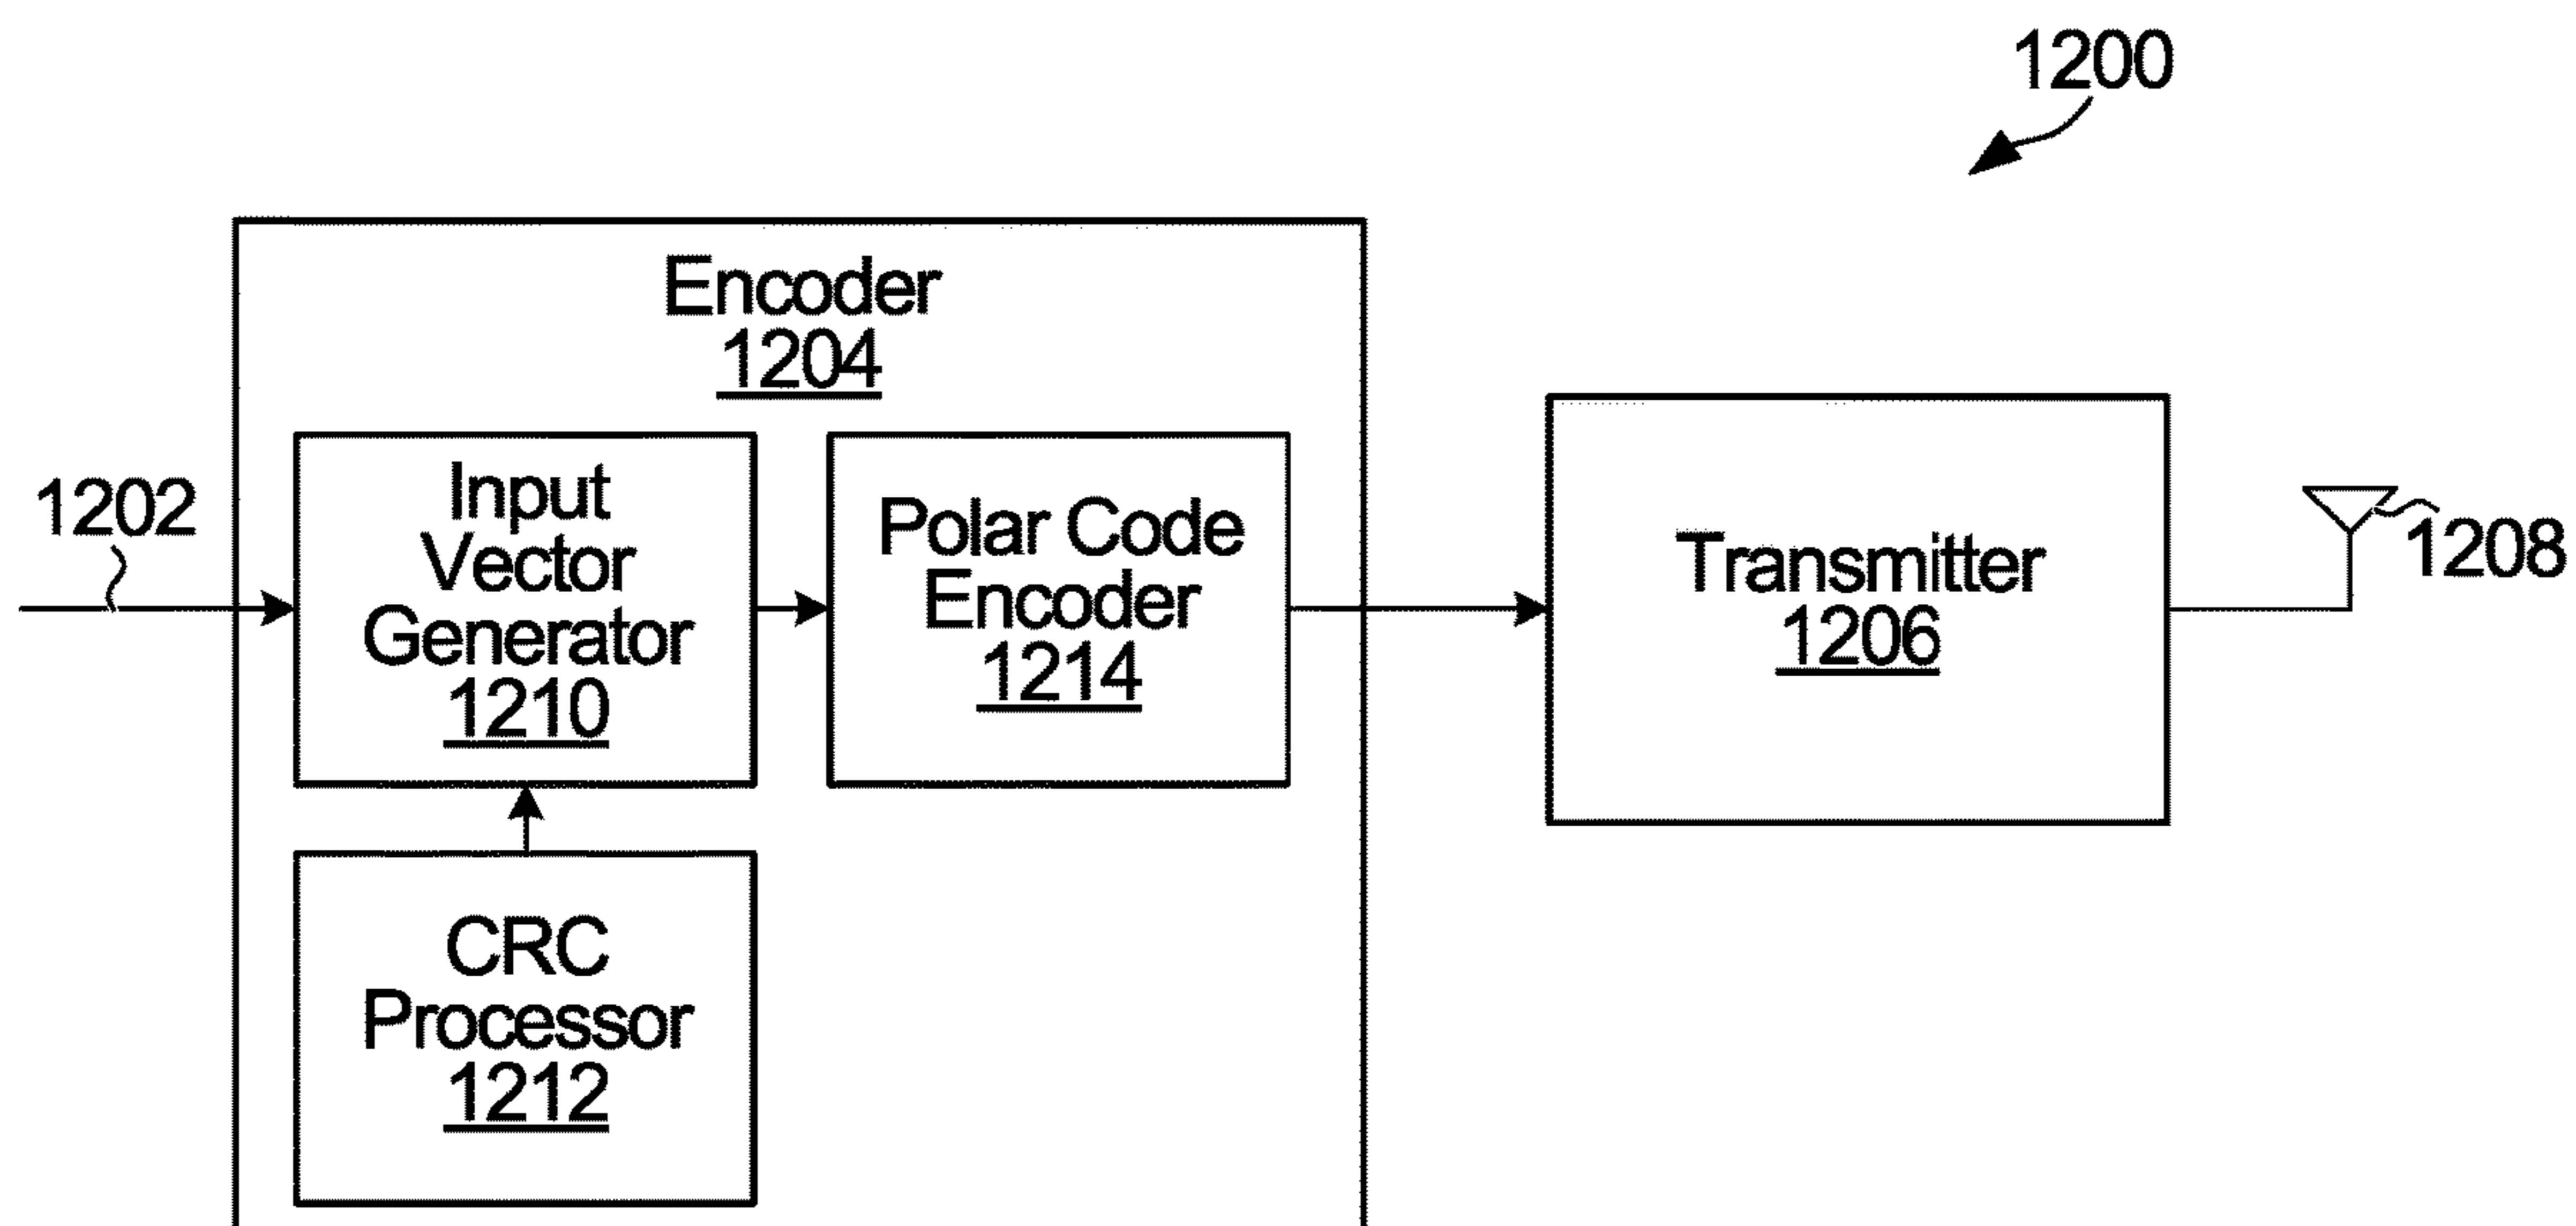 1200
Encoder
1204
1202
Input
Vector
Generator
1210
Polar Code
Encoder
1214
Transmitter
1206
1208
CRC
Processor
1212